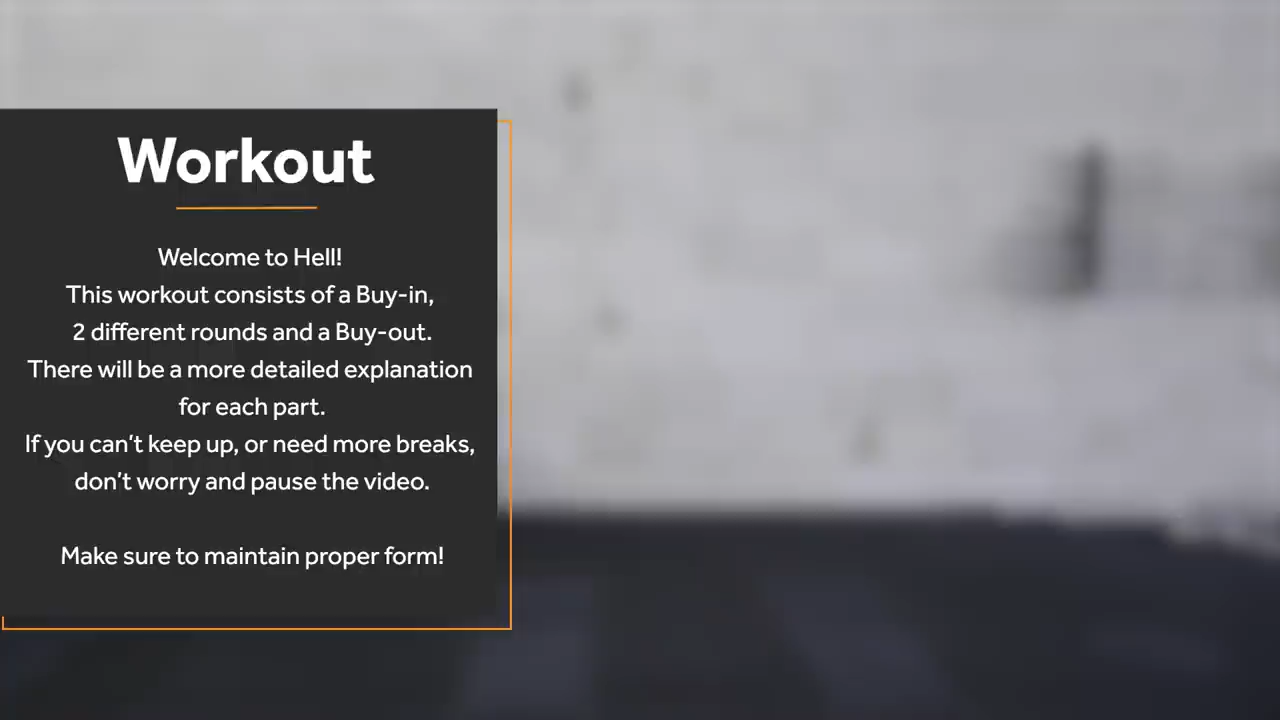 Workout
Welcome to Hell!
This workout consists of a Buy-in,
2 different rounds and a Buy-out.
There will be a more detailed explanation
for each part.
If you can't keep up, or need more breaks,
don't worry and pause the video.
Make sure to maintain proper form!